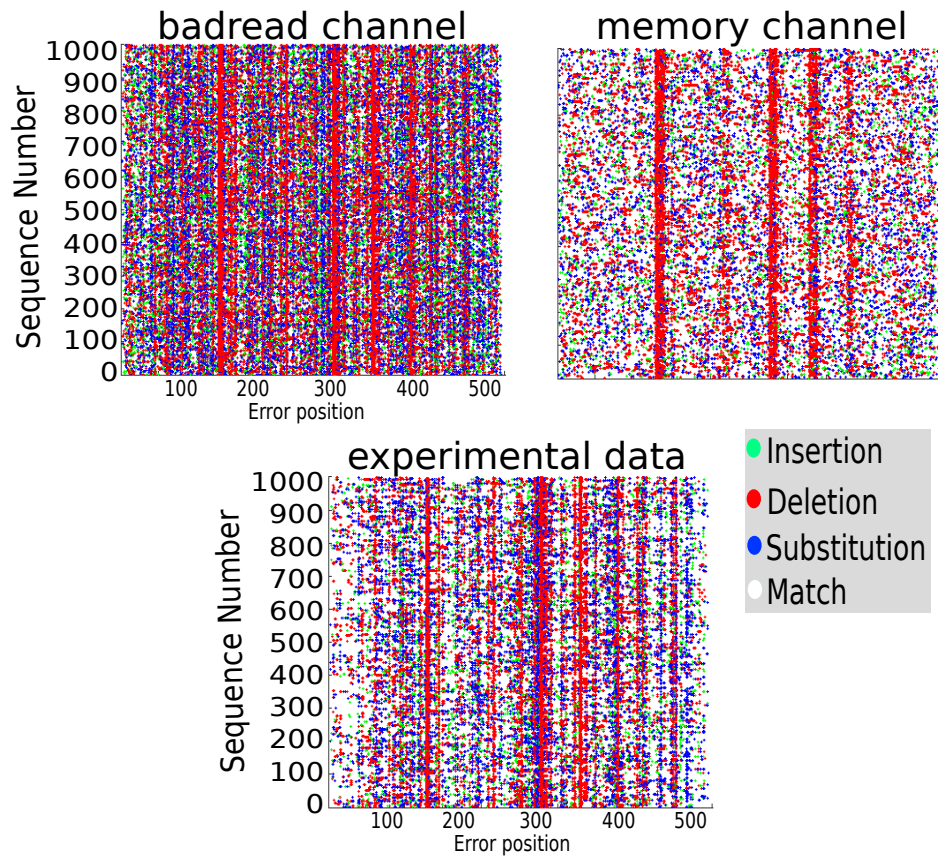 badread channel
1000
900
800
700
600
500
400
300
200
100
0
Sequence Number
100 200 300 400 500
Error position
memory channel
experimental data
1000
900
800
700
600
500
400
300
200
100
0
Sequence Number
100 200 300 400 500
Error position
Insertion
Deletion
Substitution
Match